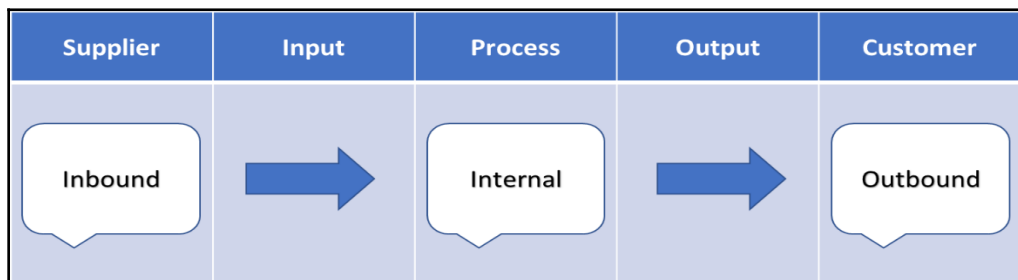 Supplier Input Process Output Customer
Inbound Internal Outbound